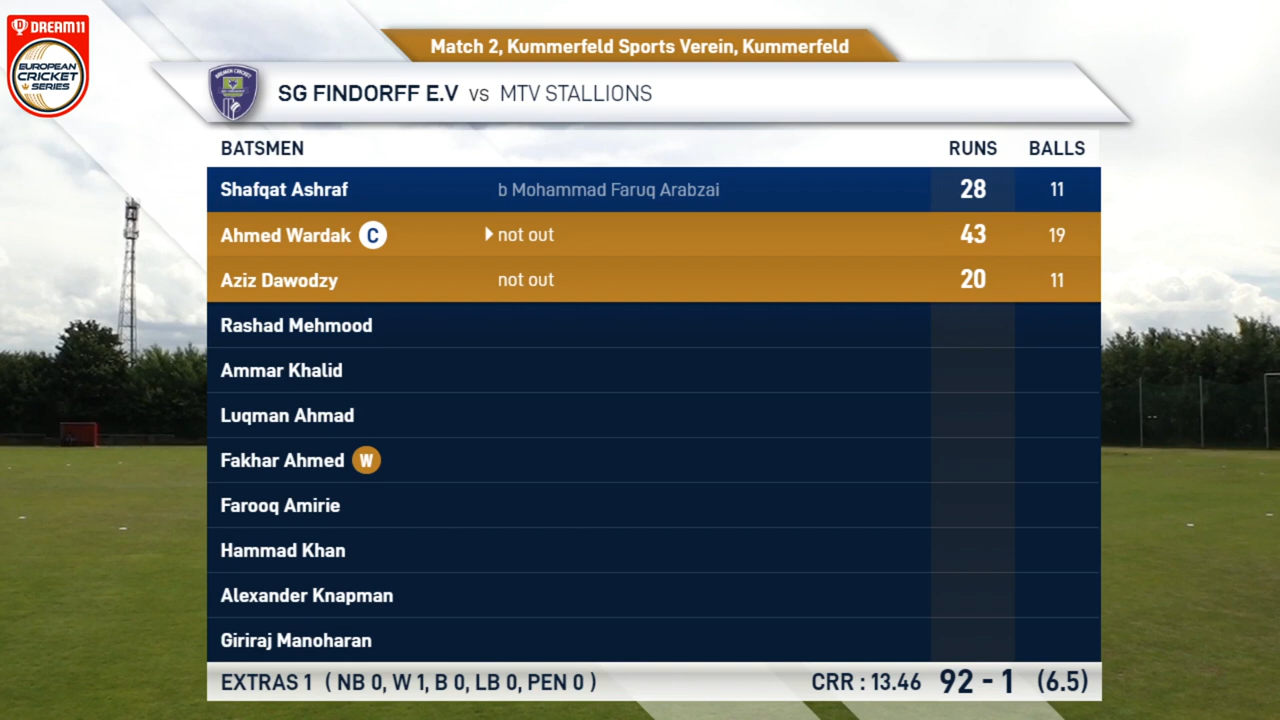 DREAM11
EUROPEAN
CRICKET
SERIES
Match 2, Kummerfeld Sports Verein, Kummerfeld
SG FINDORFF E.V vs MTV STALLIONS
BATSMEN RUNS BALLS
Shafqat Ashraf b Mohammad Faruq Arabzai 28 11
Ahmed Wardak C not out 43 19
Aziz Dawodzy not out 20 11
Rashad Mehmood
Ammar Khalid
Luqman Ahmad
Fakhar Ahmed W
Farooq Amirie
Hammad Khan
Alexander Knapman
Giriraj Manoharan
EXTRAS 1 ( NB 0, W 1, B 0, LB 0, PEN 0 ) CRR : 13.46 92 - 1 (6.5)